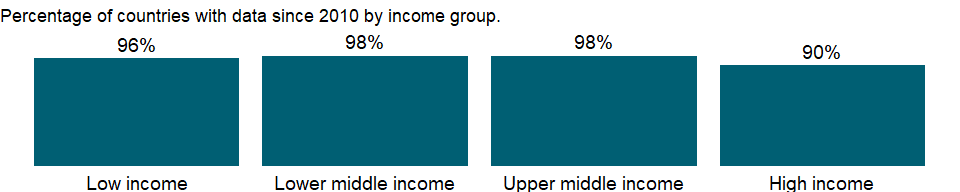 Percentage of countries with data since 2010 by income group.
96% 98% 98% 90%
Low income Lower middle income Upper middle income High income